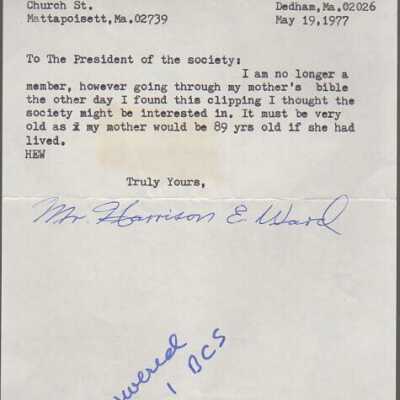 Church St.
Mattapoisett,Ma.02739
Dedham,Ma.02026
May 19,1977
To The President of the society:
I am no longer a
member, however going through my mother's bible
the other day I found this clipping I thought the
society might be interested in. It must be very
old as my mother would be 89 yrs old if she had
lived.
HEW
Truly Yours,
Mr. Harrison E. Ward
BCS